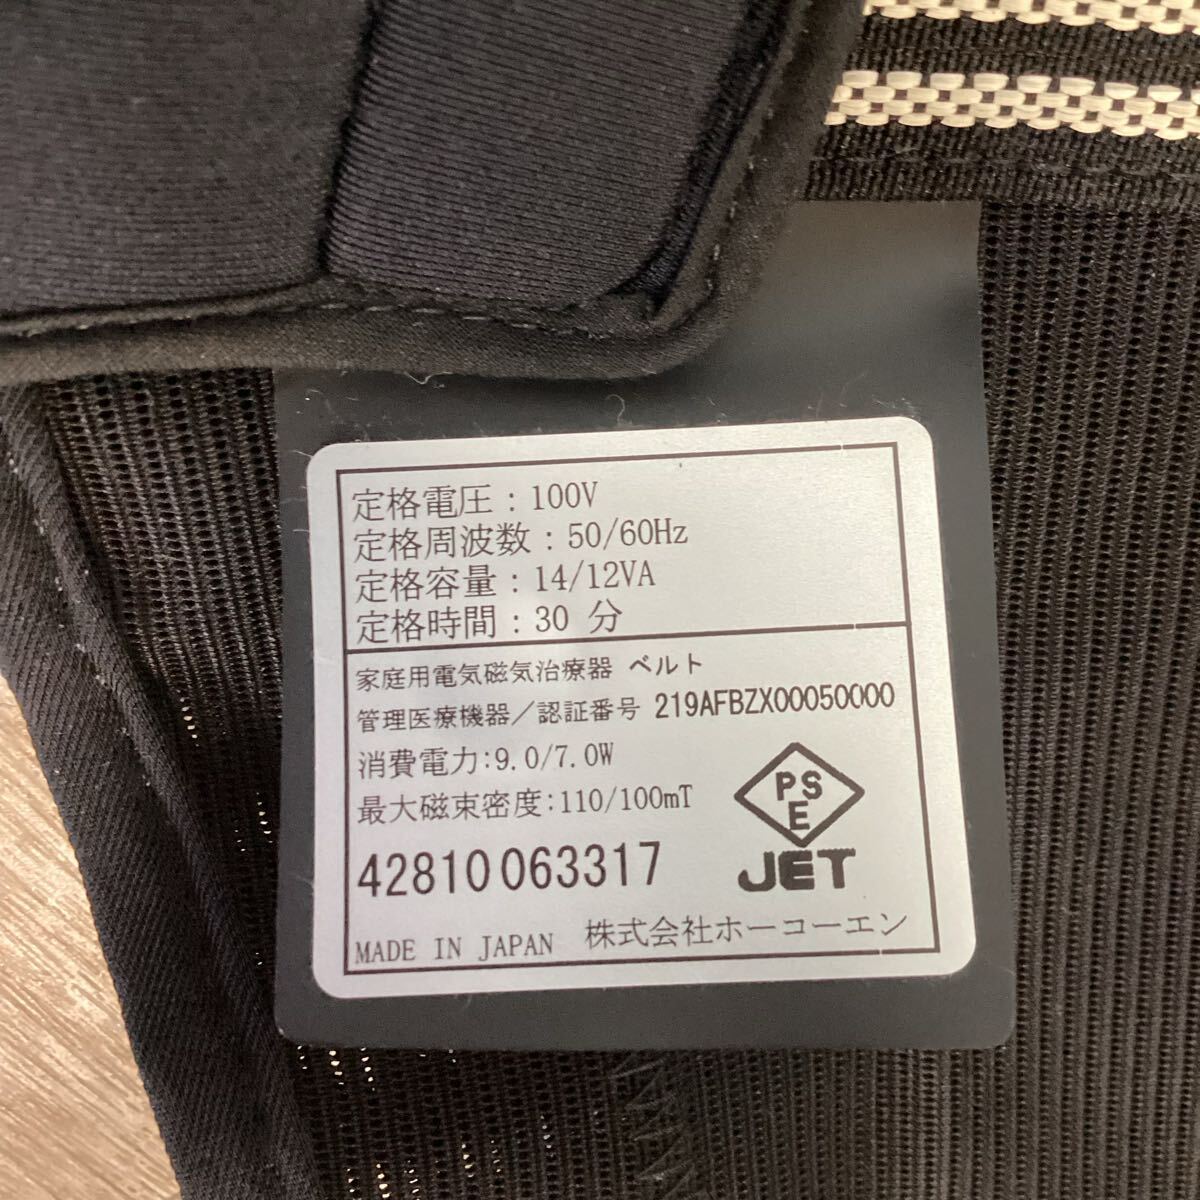 定格電圧：100V
定格周波数：50/60Hz
定格容量：14/12VA
定格時間：30 分
家庭用電気磁気治療器 ベルト
管理医療機器／認証番号 219AFBZX00050000
消費電力:9.0/7.0W
最大磁束密度:110/100mT
PSE
42810063317
JET
MADE IN JAPAN 株式会社ホーコーエン